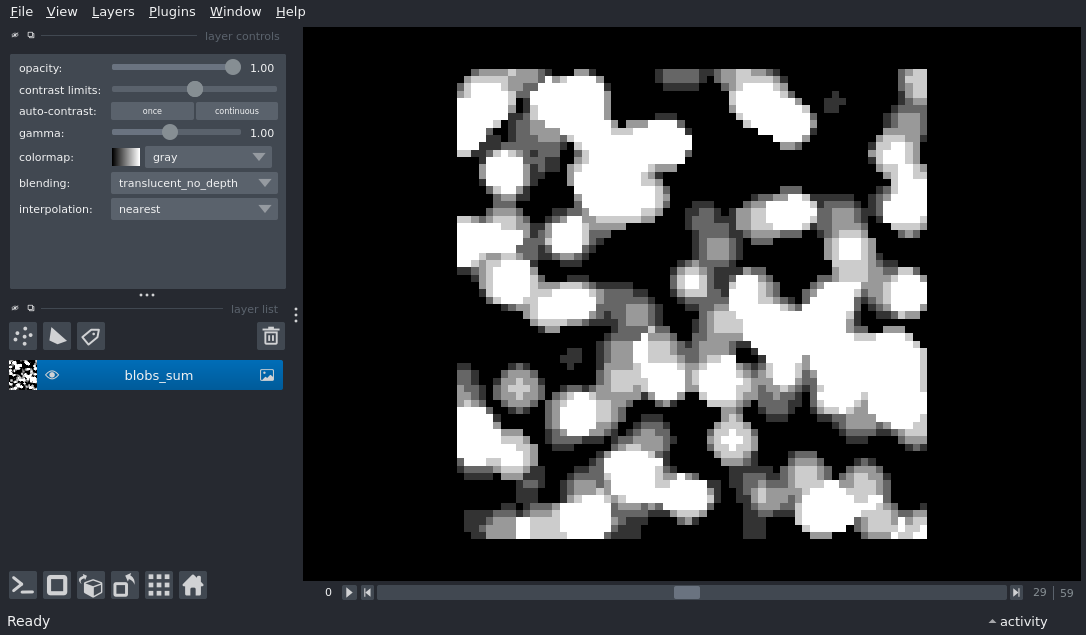 File View Layers Plugins Window Help
layer controls
opacity: 1.00
contrast limits:
auto-contrast: once continuous
gamma: 1.00
colormap: gray
blending: translucent_no_depth
interpolation: nearest
layer list
blobs_sum
0 29 | 59
Ready activity